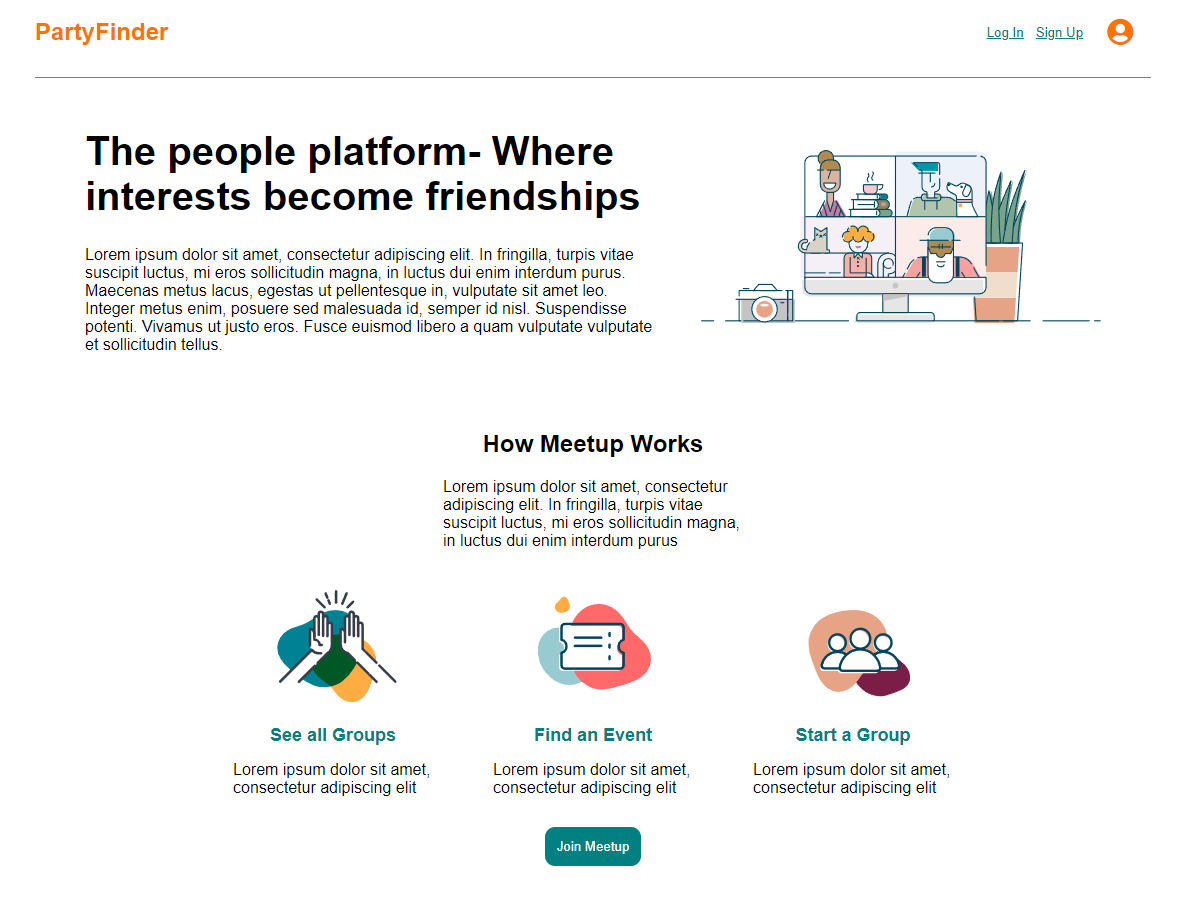 PartyFinder
Log In Sign Up
The people platform- Where
interests become friendships
Lorem ipsum dolor sit amet, consectetur adipiscing elit. In fringilla, turpis vitae
suscipit luctus, mi eros sollicitudin magna, in luctus dui enim interdum purus.
Maecenas metus lacus, egestas ut pellentesque in, vulputate sit amet leo.
Integer metus enim, posuere sed malesuada id, semper id nisl. Suspendisse
potenti. Vivamus ut justo eros. Fusce euismod libero a quam vulputate vulputate
et sollicitudin tellus.
How Meetup Works
Lorem ipsum dolor sit amet, consectetur
adipiscing elit. In fringilla, turpis vitae
suscipit luctus, mi eros sollicitudin magna,
in luctus dui enim interdum purus
See all Groups
Lorem ipsum dolor sit amet,
consectetur adipiscing elit
Find an Event
Lorem ipsum dolor sit amet,
consectetur adipiscing elit
Start a Group
Lorem ipsum dolor sit amet,
consectetur adipiscing elit
Join Meetup